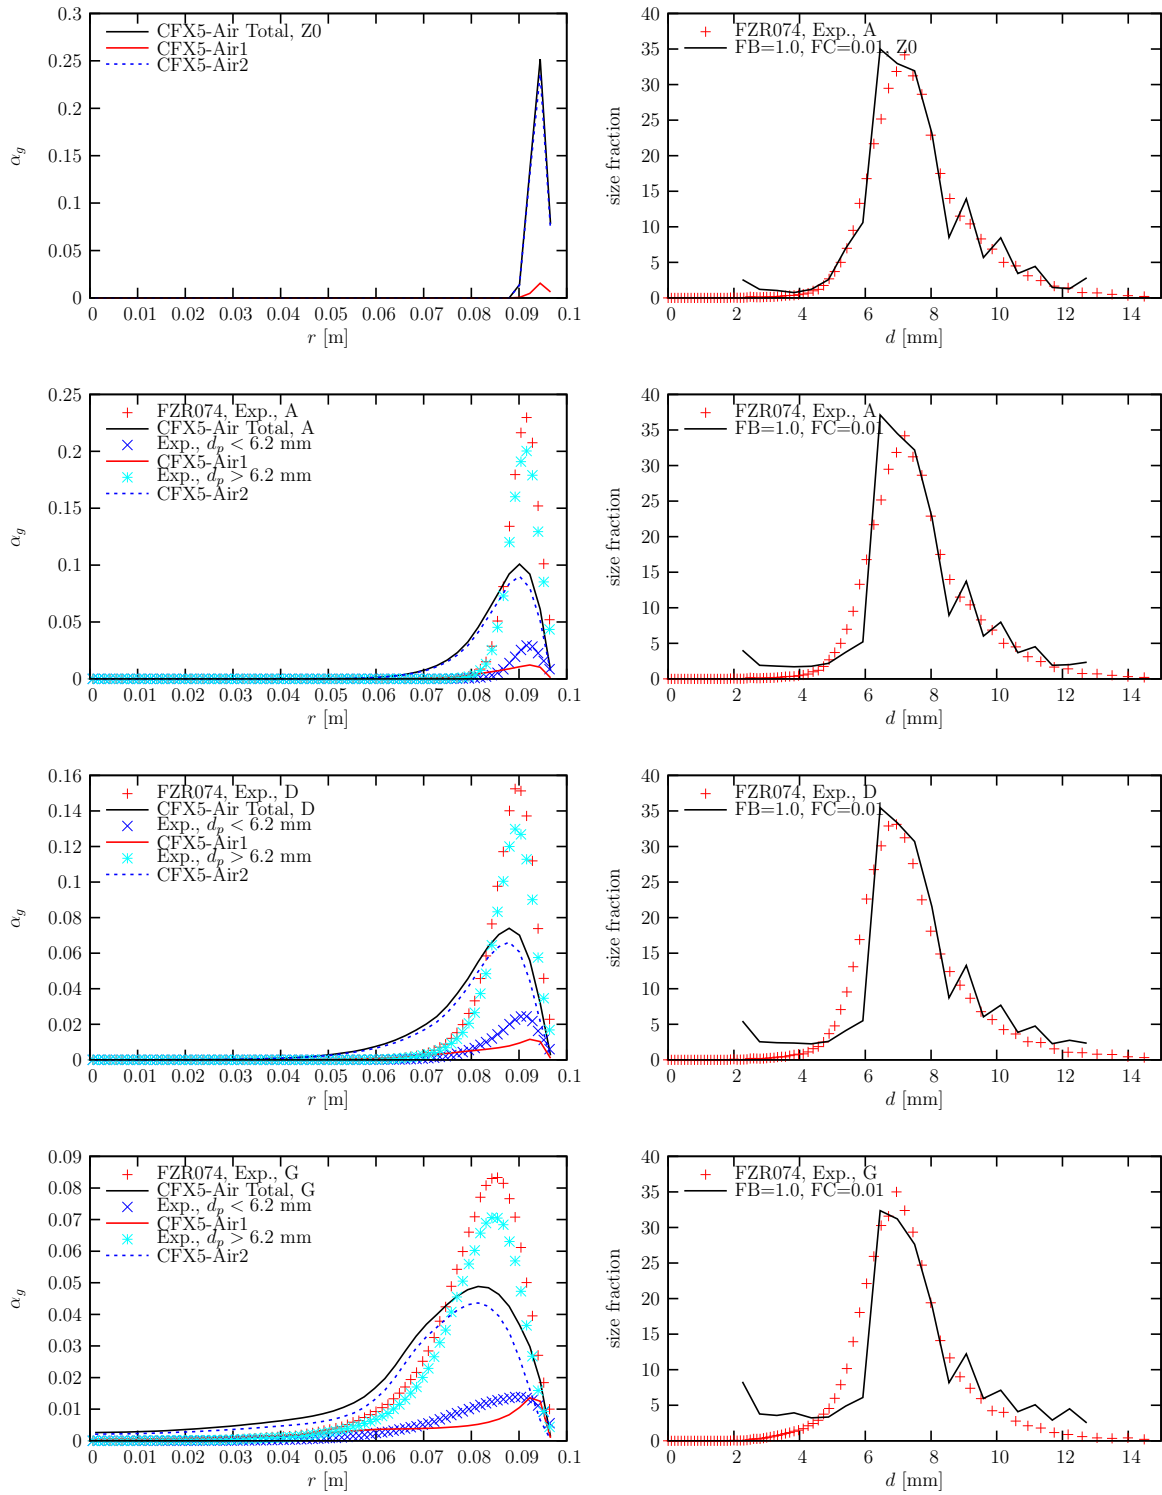 0.3
0.25
0.2
0.15
0.1
0.05
0
α_g
CFX5-Air Total, Z0
CFX5-Air1
CFX5-Air2
0 0.01 0.02 0.03 0.04 0.05 0.06 0.07 0.08 0.09 0.1
r [m]
40
35
30
25
20
15
10
5
0
size fraction
FZR074, Exp., A
FB=1.0, FC=0.01, Z0
0 2 4 6 8 10 12 14
d [mm]
0.25
0.2
0.15
0.1
0.05
0
α_g
FZR074, Exp., A
CFX5-Air Total, A
Exp., d_p < 6.2 mm
CFX5-Air1
Exp., d_p > 6.2 mm
CFX5-Air2
0 0.01 0.02 0.03 0.04 0.05 0.06 0.07 0.08 0.09 0.1
r [m]
40
35
30
25
20
15
10
5
0
size fraction
FZR074, Exp., A
FB=1.0, FC=0.01
0 2 4 6 8 10 12 14
d [mm]
0.16
0.14
0.12
0.1
0.08
0.06
0.04
0.02
0
α_g
FZR074, Exp., D
CFX5-Air Total, D
Exp., d_p < 6.2 mm
CFX5-Air1
Exp., d_p > 6.2 mm
CFX5-Air2
0 0.01 0.02 0.03 0.04 0.05 0.06 0.07 0.08 0.09 0.1
r [m]
40
35
30
25
20
15
10
5
0
size fraction
FZR074, Exp., D
FB=1.0, FC=0.01
0 2 4 6 8 10 12 14
d [mm]
0.09
0.08
0.07
0.06
0.05
0.04
0.03
0.02
0.01
0
α_g
FZR074, Exp., G
CFX5-Air Total, G
Exp., d_p < 6.2 mm
CFX5-Air1
Exp., d_p > 6.2 mm
CFX5-Air2
0 0.01 0.02 0.03 0.04 0.05 0.06 0.07 0.08 0.09 0.1
r [m]
40
35
30
25
20
15
10
5
0
size fraction
FZR074, Exp., G
FB=1.0, FC=0.01
0 2 4 6 8 10 12 14
d [mm]